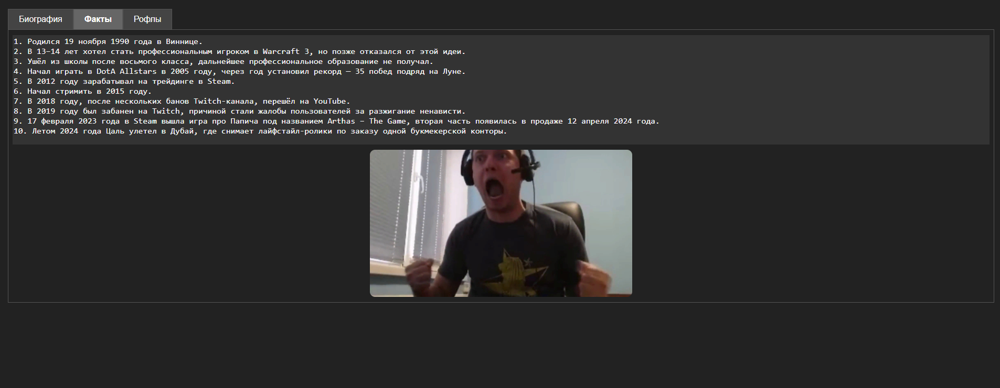 Биография
Факты
Рофлы
1. Родился 19 ноября 1990 года в Виннице.
2. В 13–14 лет хотел стать профессиональным игроком в Warcraft 3, но позже отказался от этой идеи.
3. Ушёл из школы после восьмого класса, дальнейшее профессиональное образование не получал.
4. Начал играть в DotA Allstars в 2005 году, через год установил рекорд — 35 побед подряд на Луне.
5. В 2012 году зарабатывал на трейдинге в Steam.
6. Начал стримить в 2015 году.
7. В 2018 году, после нескольких банов Twitch-канала, перешёл на YouTube.
8. В 2019 году был забанен на Twitch, причиной стали жалобы пользователей за разжигание ненависти.
9. 17 февраля 2023 года в Steam вышла игра про Папича под названием Arthas – The Game, вторая часть появилась в продаже 12 апреля 2024 года.
10. Летом 2024 года Цаль улетел в Дубай, где снимает лайфстайл-ролики по заказу одной букмекерской конторы.